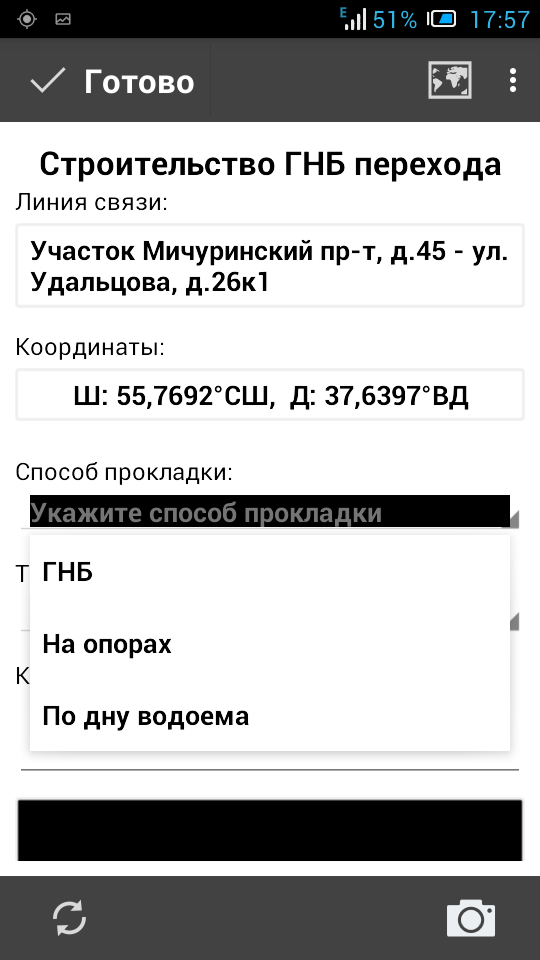 E 51% 17:57
Готово
Строительство ГНБ перехода
Линия связи:
Участок Мичуринский пр-т, д.45 - ул.
Удальцова, д.26к1
Координаты:
Ш: 55,7692°СШ, Д: 37,6397°ВД
Способ прокладки:
Укажите способ прокладки
Т
ГНБ
На опорах
К
По дну водоема